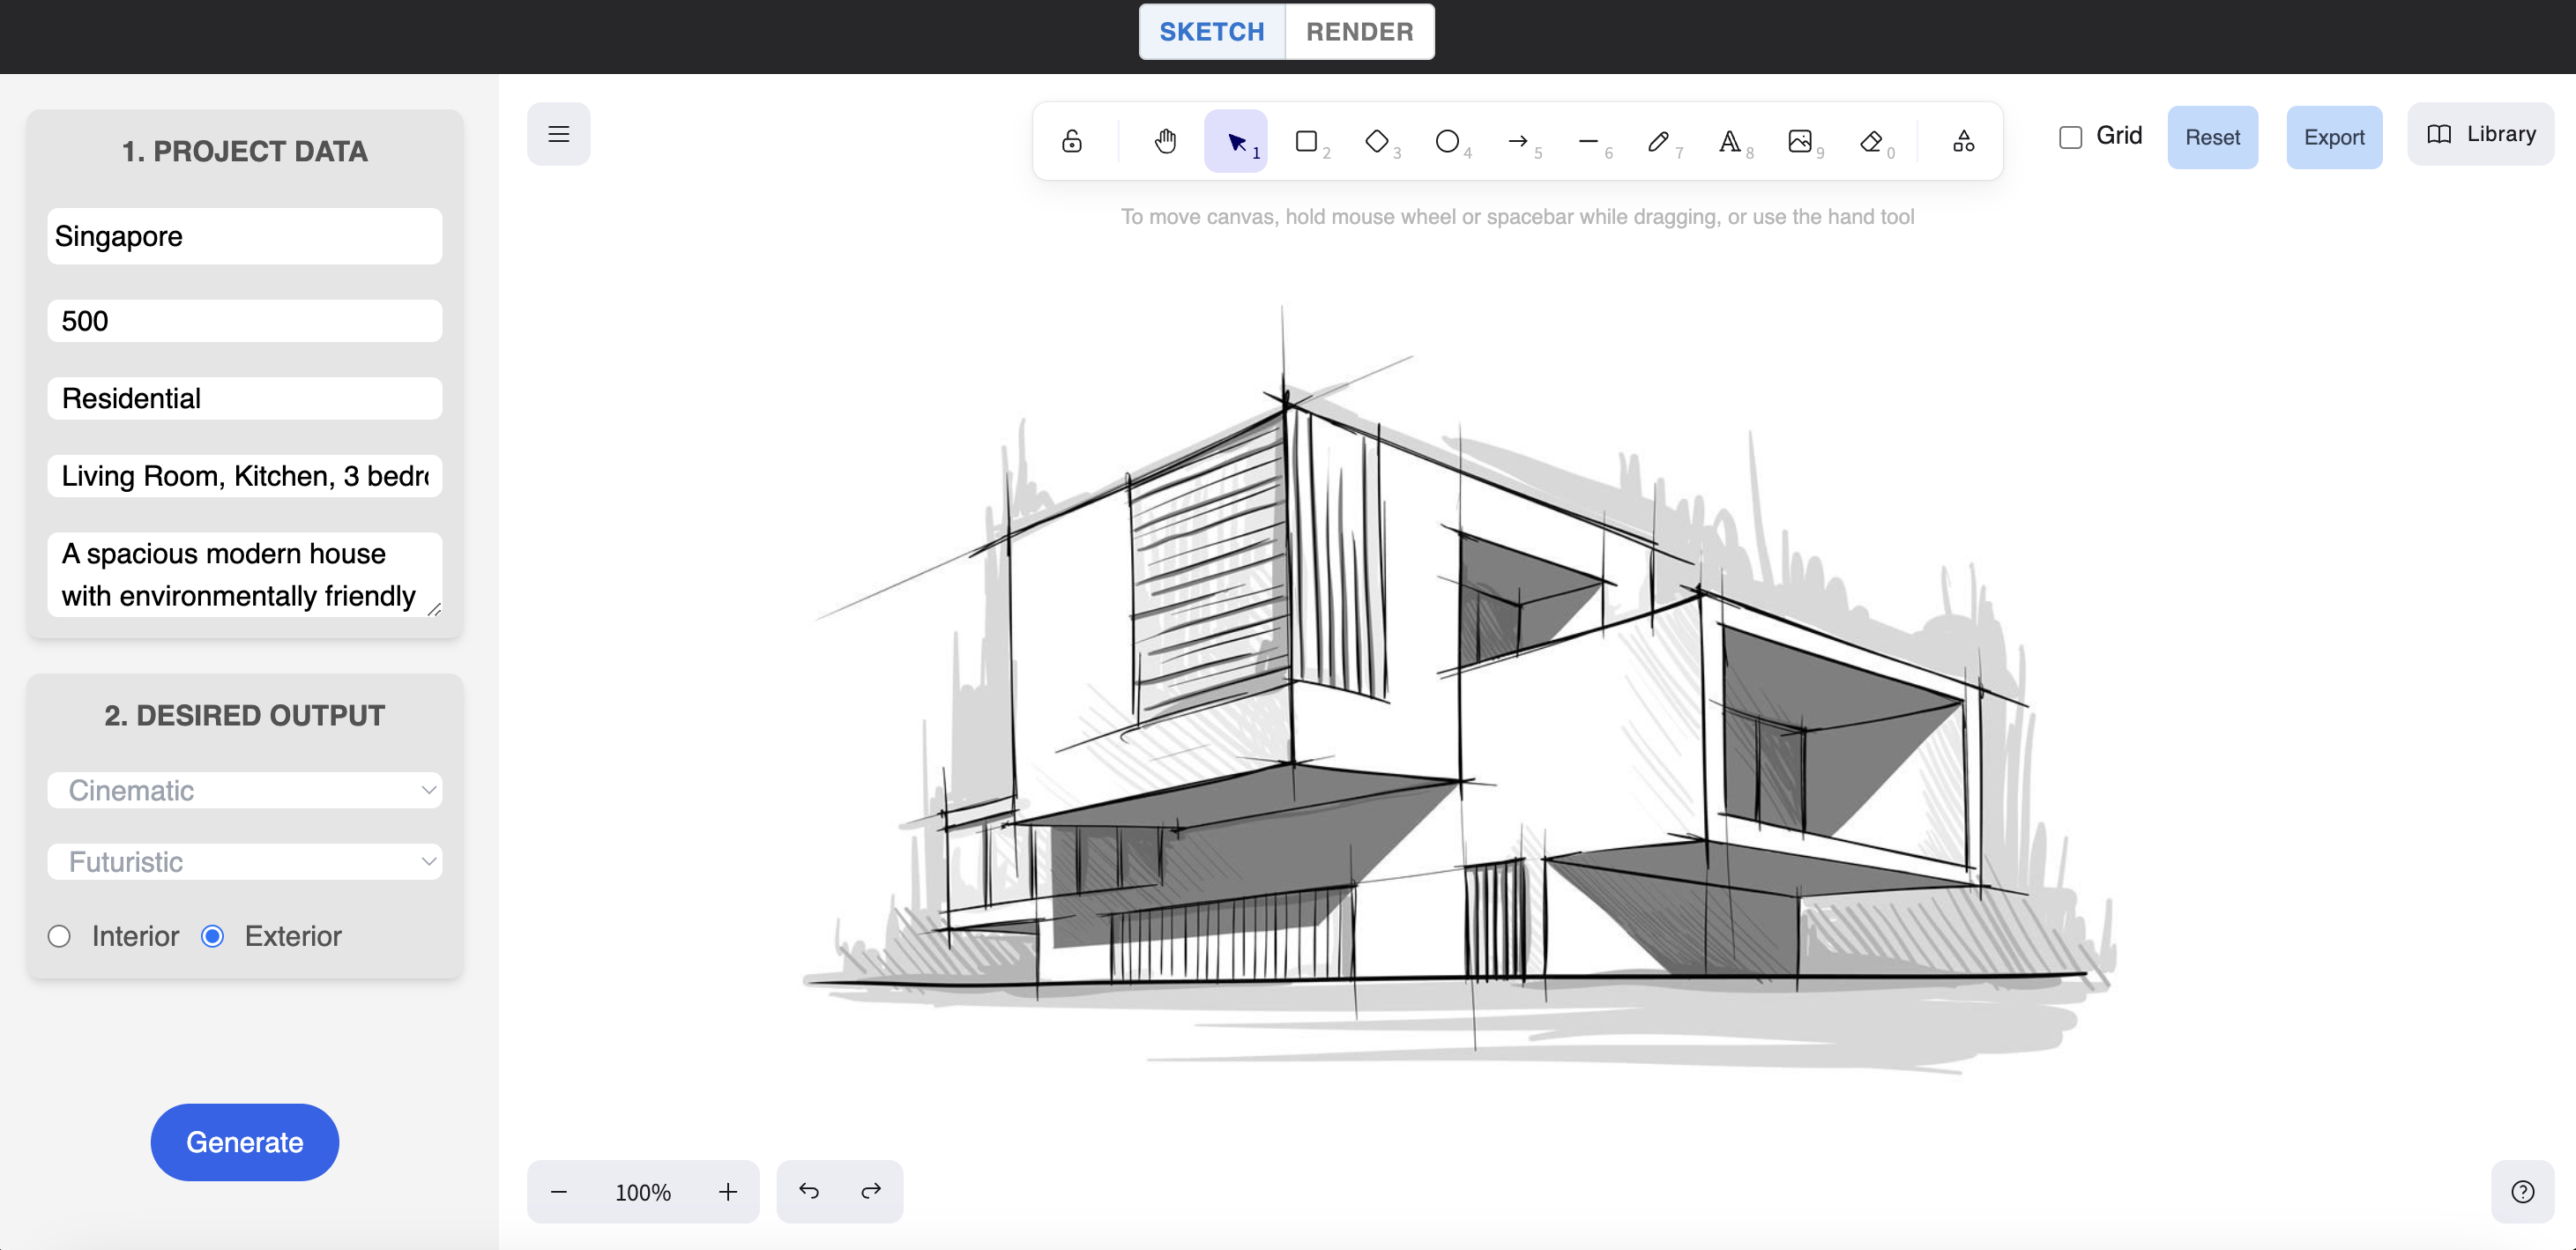 SKETCH RENDER
1. PROJECT DATA
Singapore
500
Residential
Living Room, Kitchen, 3
A spacious modern house
with environmentally friendly
2. DESIRED OUTPUT
Cinematic
Futuristic
Interior Exterior
Generate
1 2 3 4 5 6 7 A 8 9 0
Grid Reset Export Library
To move canvas, hold mouse wheel or spacebar while dragging, or use the hand tool
− 100% +
?